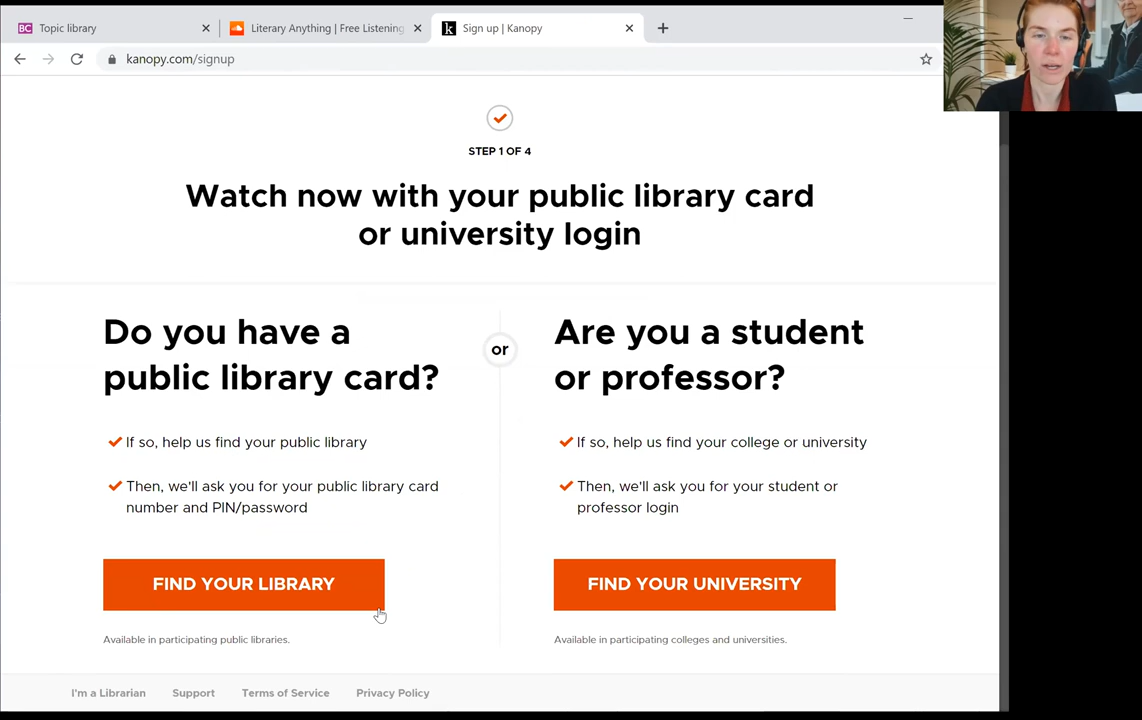 BC Topic library
Literary Anything | Free Listening
k Sign up | Kanopy
kanopy.com/signup
STEP 1 OF 4
Watch now with your public library card
or university login
Do you have a
public library card?
If so, help us find your public library
Then, we'll ask you for your public library card
number and PIN/password
FIND YOUR LIBRARY
Available in participating public libraries.
or
Are you a student
or professor?
If so, help us find your college or university
Then, we'll ask you for your student or
professor login
FIND YOUR UNIVERSITY
Available in participating colleges and universities.
I'm a Librarian
Support
Terms of Service
Privacy Policy